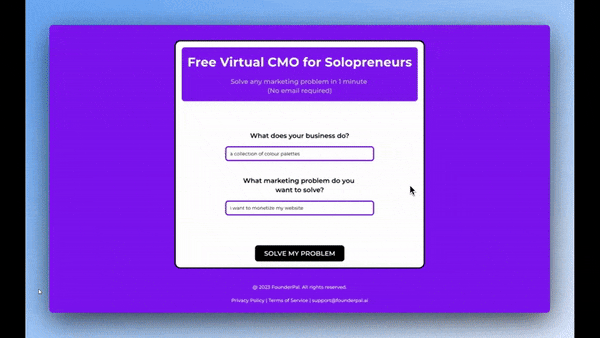 Free Virtual CMO for Solopreneurs
Solve any marketing problem in 1 minute
(No email required)
What does your business do?
a collection of colour palettes
What marketing problem do you
want to solve?
i want to monetize my website
SOLVE MY PROBLEM
@ 2023 FounderPal. All rights reserved.
Privacy Policy | Terms of Service | support@founderpal.ai